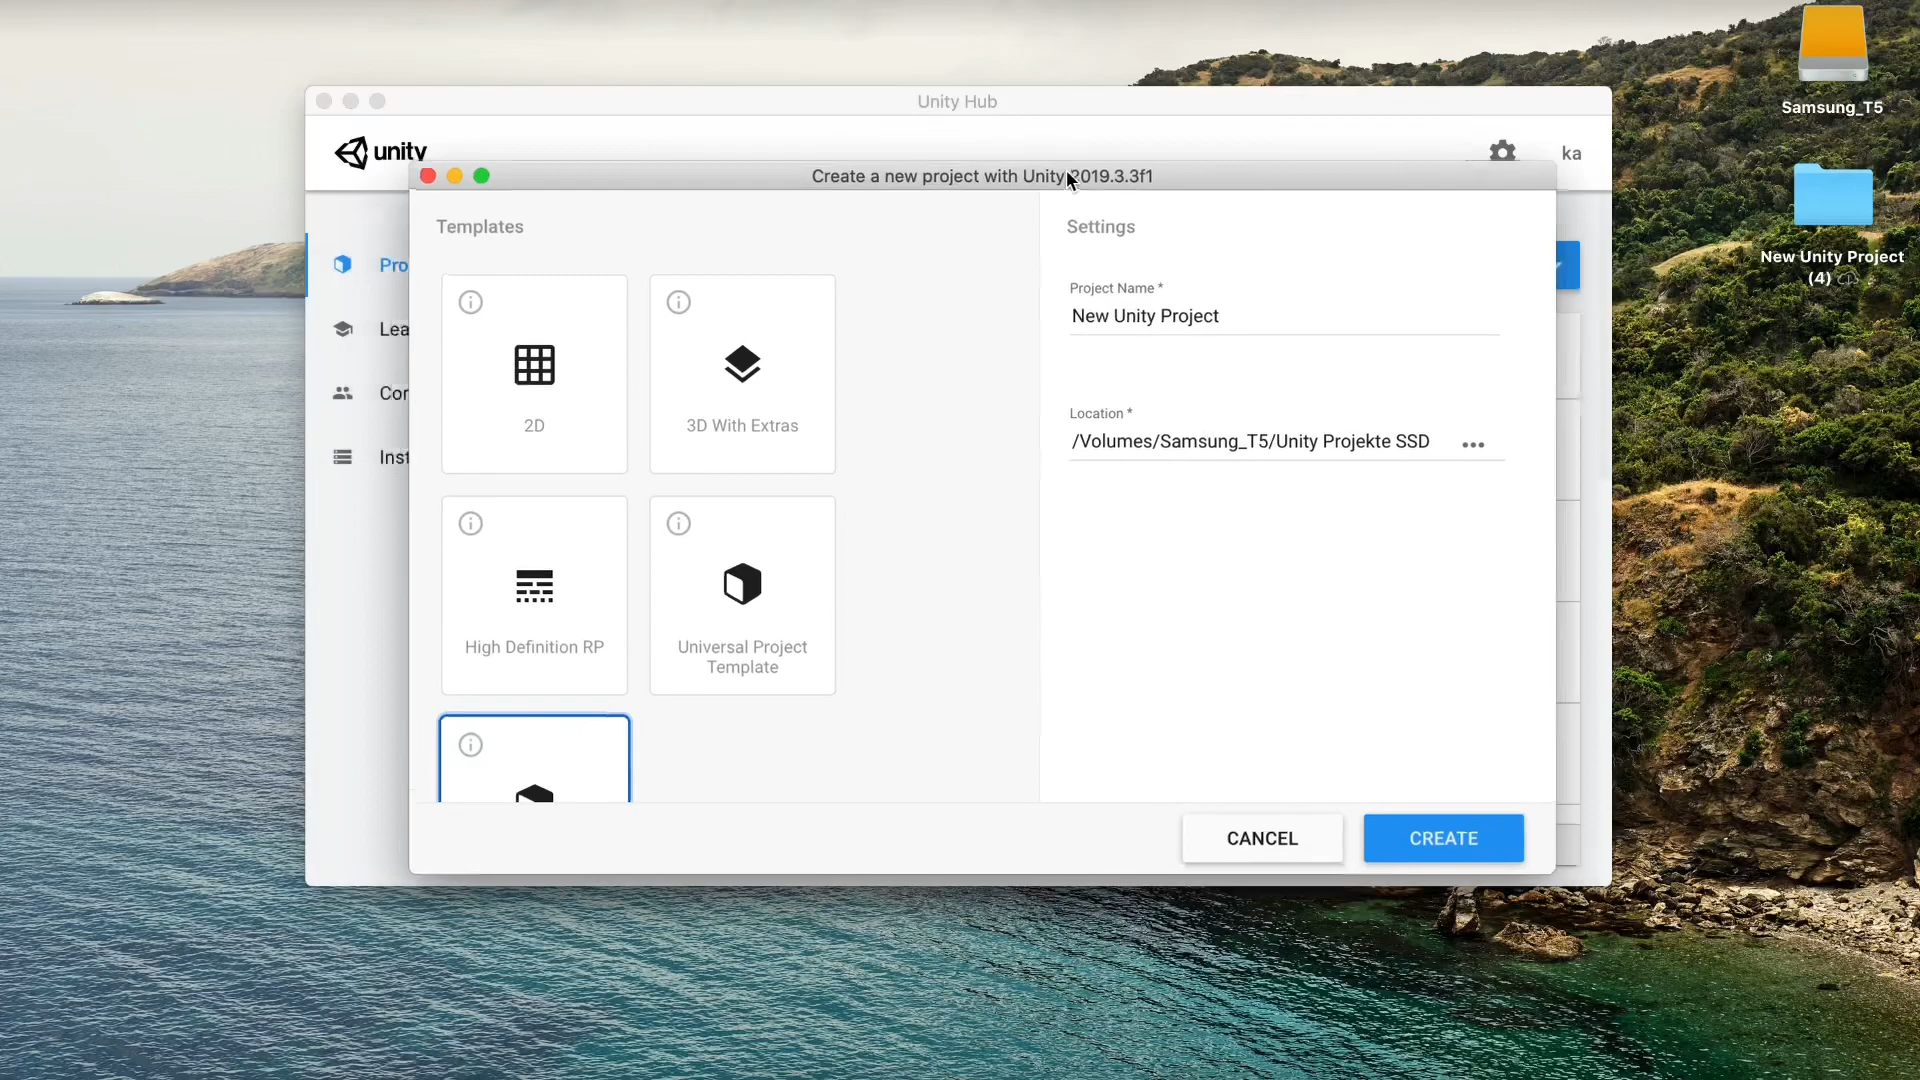 Unity Hub
unity
ka
Create a new project with Unity 2019.3.3f1
Templates
Settings
Pro
Lea
Con
Inst
2D
3D With Extras
High Definition RP
Universal Project
Template
Project Name *
New Unity Project
Location *
/Volumes/Samsung_T5/Unity Projekte SSD
•••
CANCEL
CREATE
Samsung_T5
New Unity Project
(4)